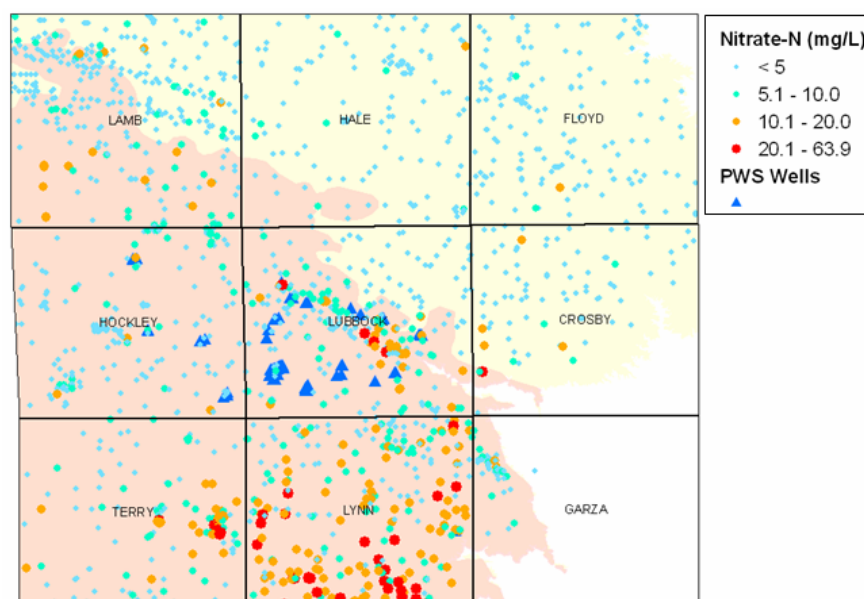 Nitrate-N (mg/L)
< 5
5.1 - 10.0
10.1 - 20.0
20.1 - 63.9
PWS Wells
LAMB
HALE
FLOYD
HOCKLEY
LUBBOCK
CROSBY
TERRY
LYNN
GARZA